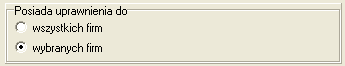 Posiada uprawnienia do
wszystkich firm
wybranych firm